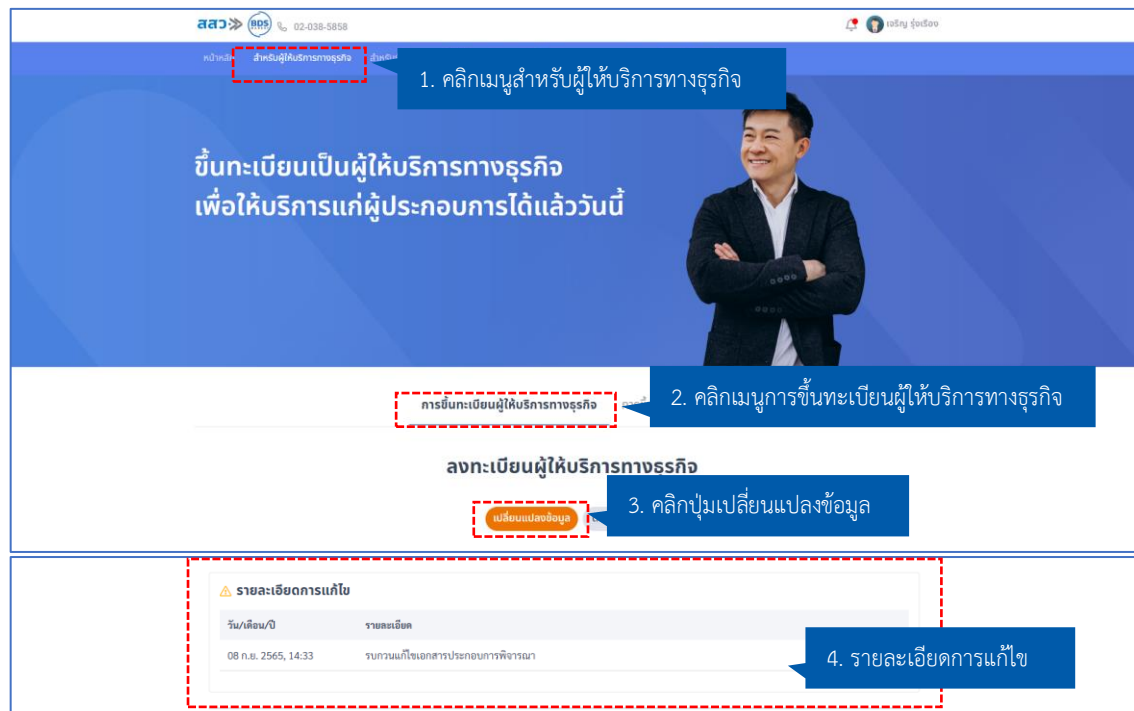 สสว BDS 02-038-5858 เจริญ รุ่งเรือง
หน้าหลัก สำหรับผู้ให้บริการทางธุรกิจ
1. คลิกเมนูสำหรับผู้ให้บริการทางธุรกิจ
ขึ้นทะเบียนเป็นผู้ให้บริการทางธุรกิจ
เพื่อให้บริการแก่ผู้ประกอบการได้แล้ววันนี้
การขึ้นทะเบียนผู้ให้บริการทางธุรกิจ
2. คลิกเมนูการขึ้นทะเบียนผู้ให้บริการทางธุรกิจ
ลงทะเบียนผู้ให้บริการทางธุรกิจ
เปลี่ยนแปลงข้อมูล
3. คลิกปุ่มเปลี่ยนแปลงข้อมูล
รายละเอียดการแก้ไข
วัน/เดือน/ปี รายละเอียด
08 ก.ย. 2565, 14:33 รบกวนแก้ไขเอกสารประกอบการพิจารณา
4. รายละเอียดการแก้ไข